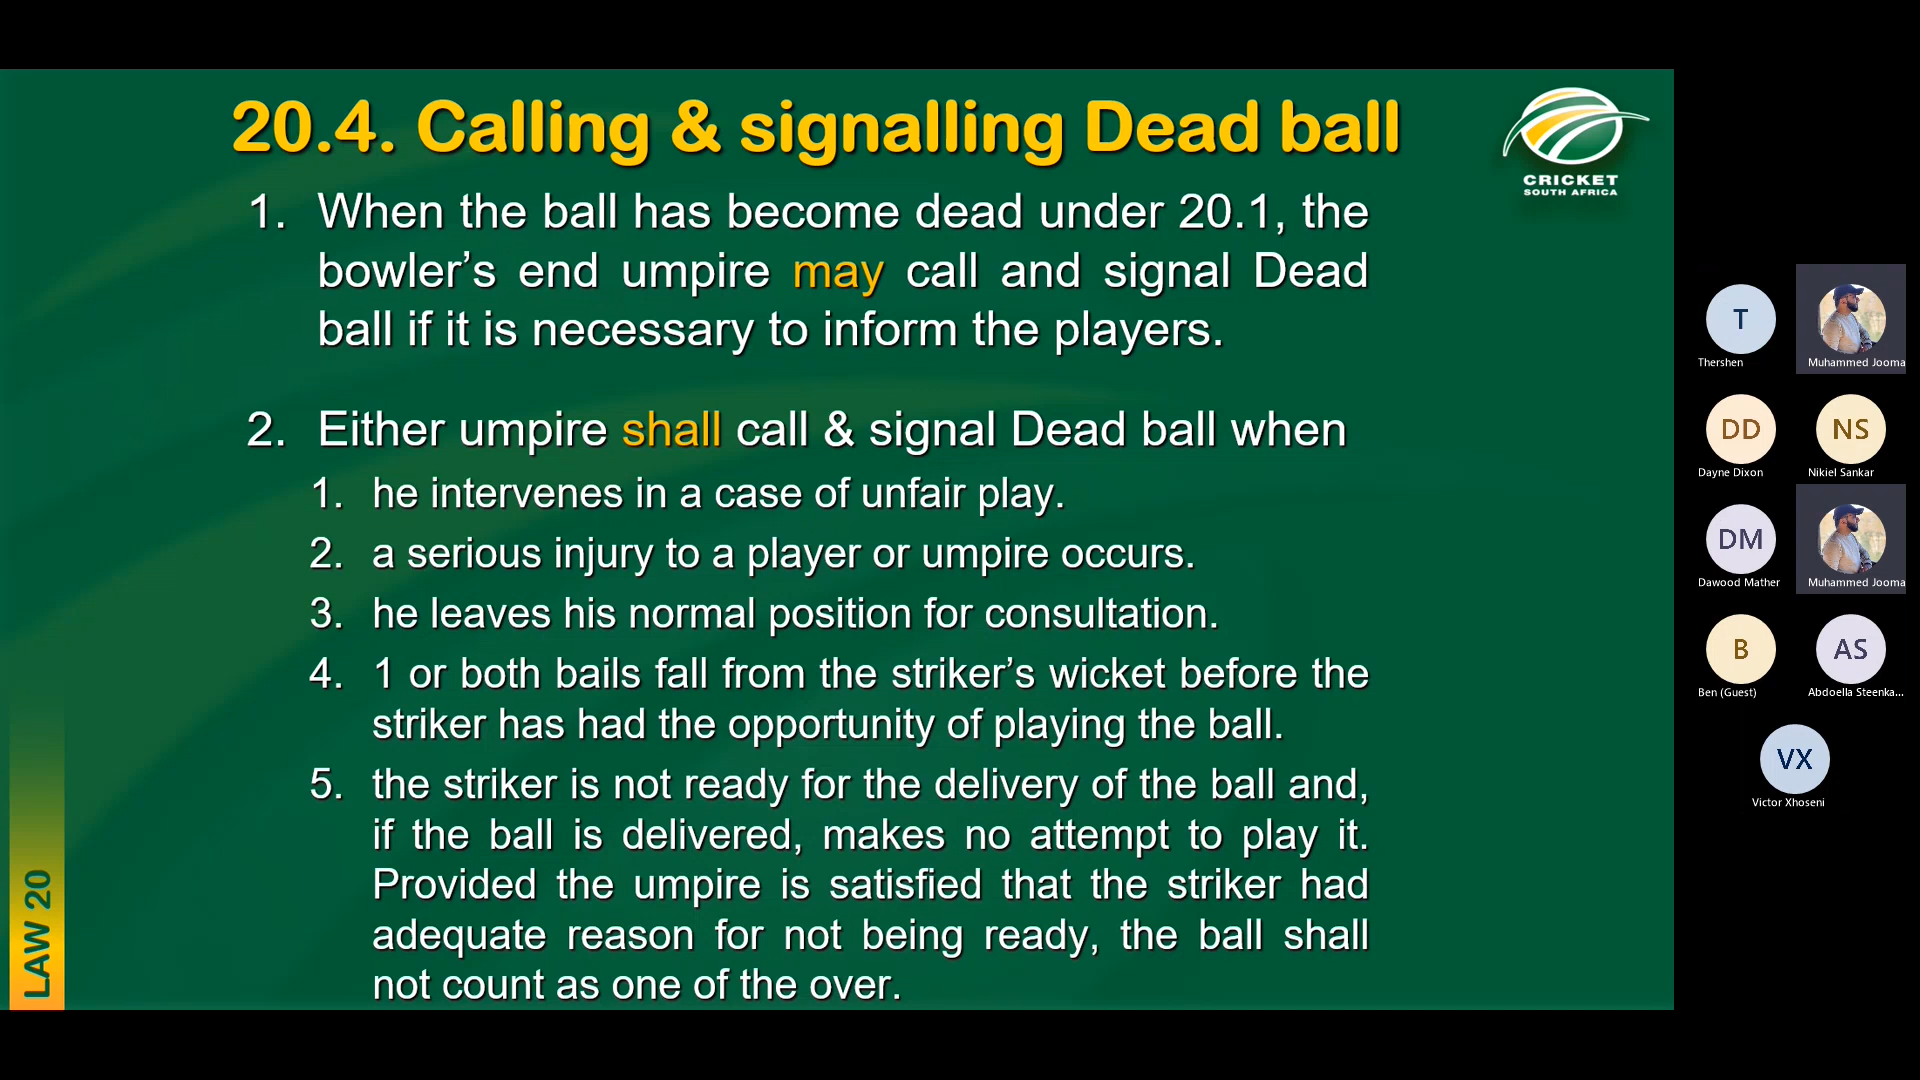 20.4. Calling & signalling Dead ball
CRICKET
SOUTH AFRICA
1. When the ball has become dead under 20.1, the
bowler’s end umpire may call and signal Dead
ball if it is necessary to inform the players.
2. Either umpire shall call & signal Dead ball when
1. he intervenes in a case of unfair play.
2. a serious injury to a player or umpire occurs.
3. he leaves his normal position for consultation.
4. 1 or both bails fall from the striker’s wicket before the
striker has had the opportunity of playing the ball.
5. the striker is not ready for the delivery of the ball and,
if the ball is delivered, makes no attempt to play it.
Provided the umpire is satisfied that the striker had
adequate reason for not being ready, the ball shall
not count as one of the over.
LAW 20
T
Thershen
Muhammed Jooma
DD
Dayne Dixon
NS
Nikiel Sankar
DM
Dawood Mather
Muhammed Jooma
B
Ben (Guest)
AS
Abdoella Steenka...
VX
Victor Xhoseni